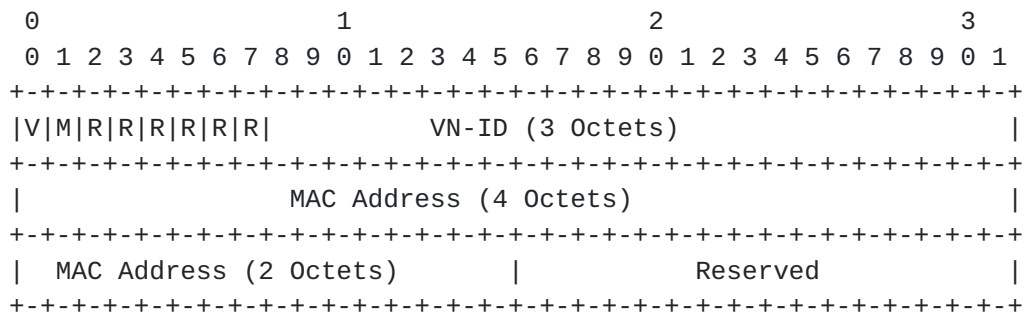 0                   1                   2                   3
 0 1 2 3 4 5 6 7 8 9 0 1 2 3 4 5 6 7 8 9 0 1 2 3 4 5 6 7 8 9 0 1
+-+-+-+-+-+-+-+-+-+-+-+-+-+-+-+-+-+-+-+-+-+-+-+-+-+-+-+-+-+-+-+-+
|V|M|R|R|R|R|R|R|          VN-ID (3 Octets)                     |
+-+-+-+-+-+-+-+-+-+-+-+-+-+-+-+-+-+-+-+-+-+-+-+-+-+-+-+-+-+-+-+-+
|                 MAC Address (4 Octets)                        |
+-+-+-+-+-+-+-+-+-+-+-+-+-+-+-+-+-+-+-+-+-+-+-+-+-+-+-+-+-+-+-+-+
|  MAC Address (2 Octets)       |           Reserved            |
+-+-+-+-+-+-+-+-+-+-+-+-+-+-+-+-+-+-+-+-+-+-+-+-+-+-+-+-+-+-+-+-+